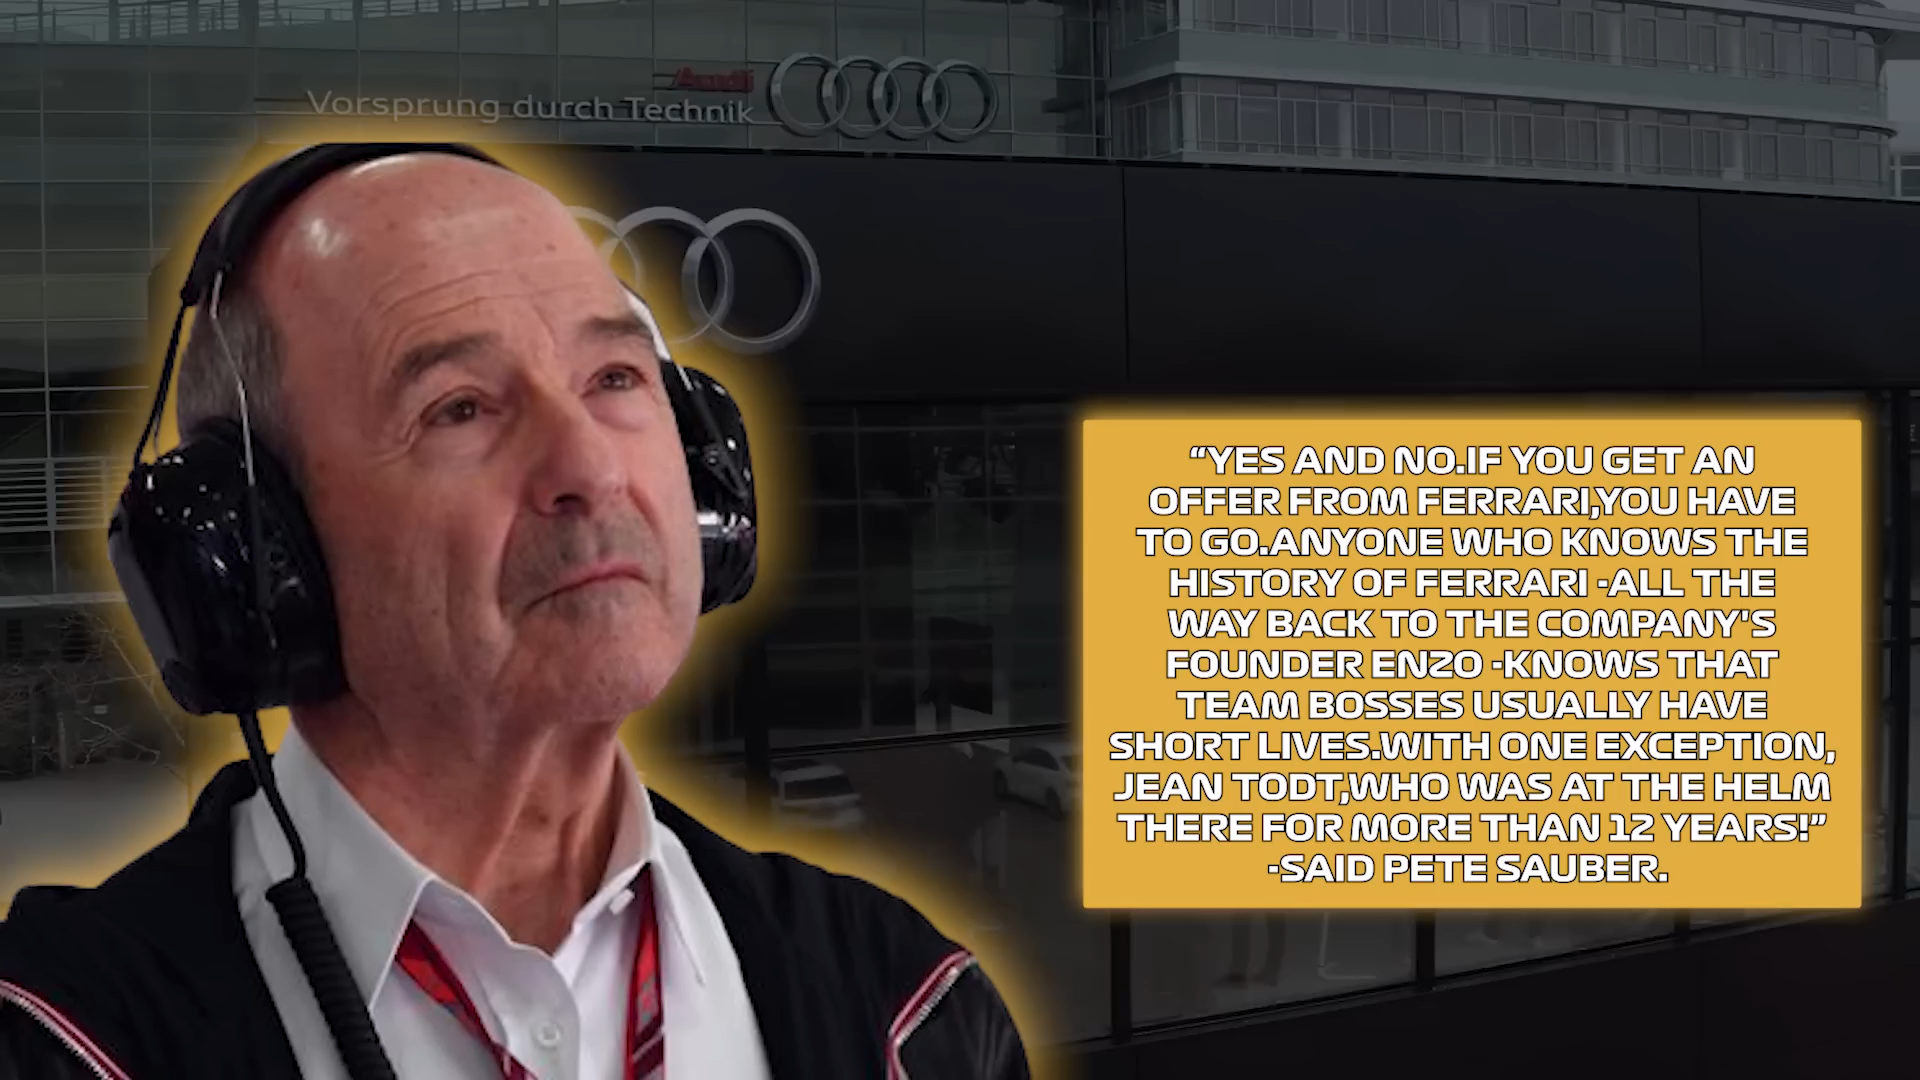 Audi
Vorsprung durch Technik
“YES AND NO.IF YOU GET AN
OFFER FROM FERRARI,YOU HAVE
TO GO.ANYONE WHO KNOWS THE
HISTORY OF FERRARI -ALL THE
WAY BACK TO THE COMPANY'S
FOUNDER ENZO -KNOWS THAT
TEAM BOSSES USUALLY HAVE
SHORT LIVES.WITH ONE EXCEPTION,
JEAN TODT,WHO WAS AT THE HELM
THERE FOR MORE THAN 12 YEARS!”
-SAID PETE SAUBER.